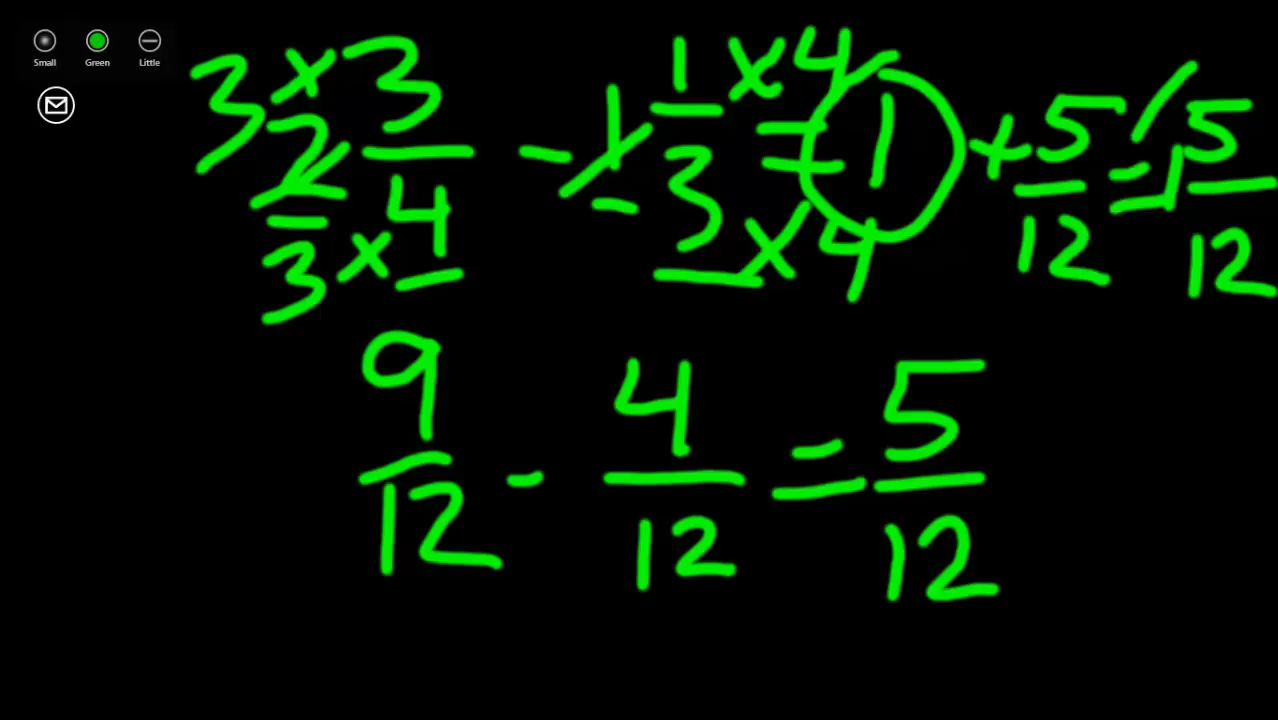 Small Green Little
3 × 3 - 1 1 × 4 = 1 + 5 = 1 5
2 4 3 × 4 12 12
3 ×
9 - 4 = 5
12 12 12